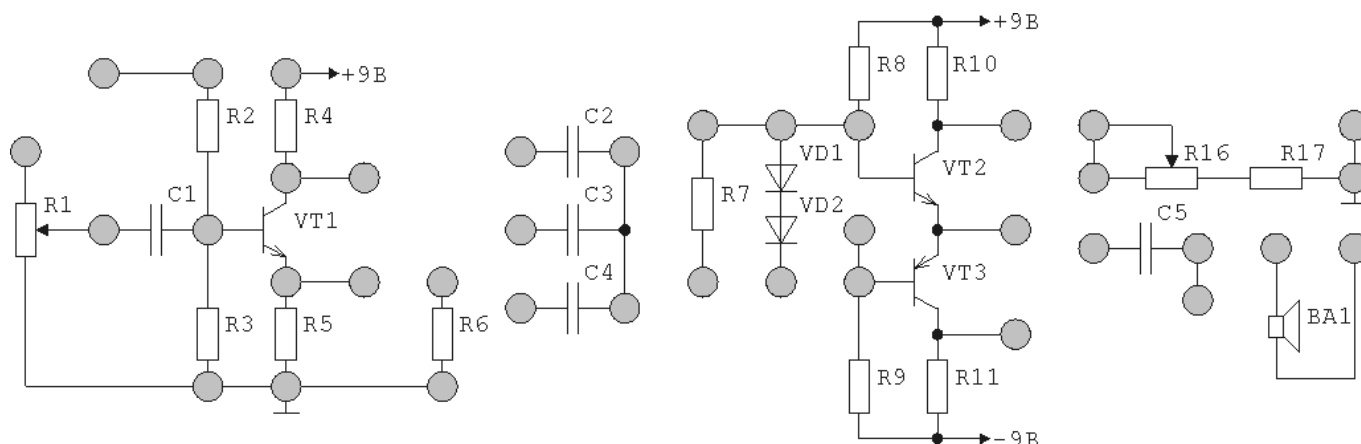 +9В
R8
R10
+9В
R2
R4
C2
VD1
R16
R17
C1
VT2
R1
R7
VD2
VT1
C3
C5
C4
VT3
R3
R5
R6
BA1
R9
R11
-9В